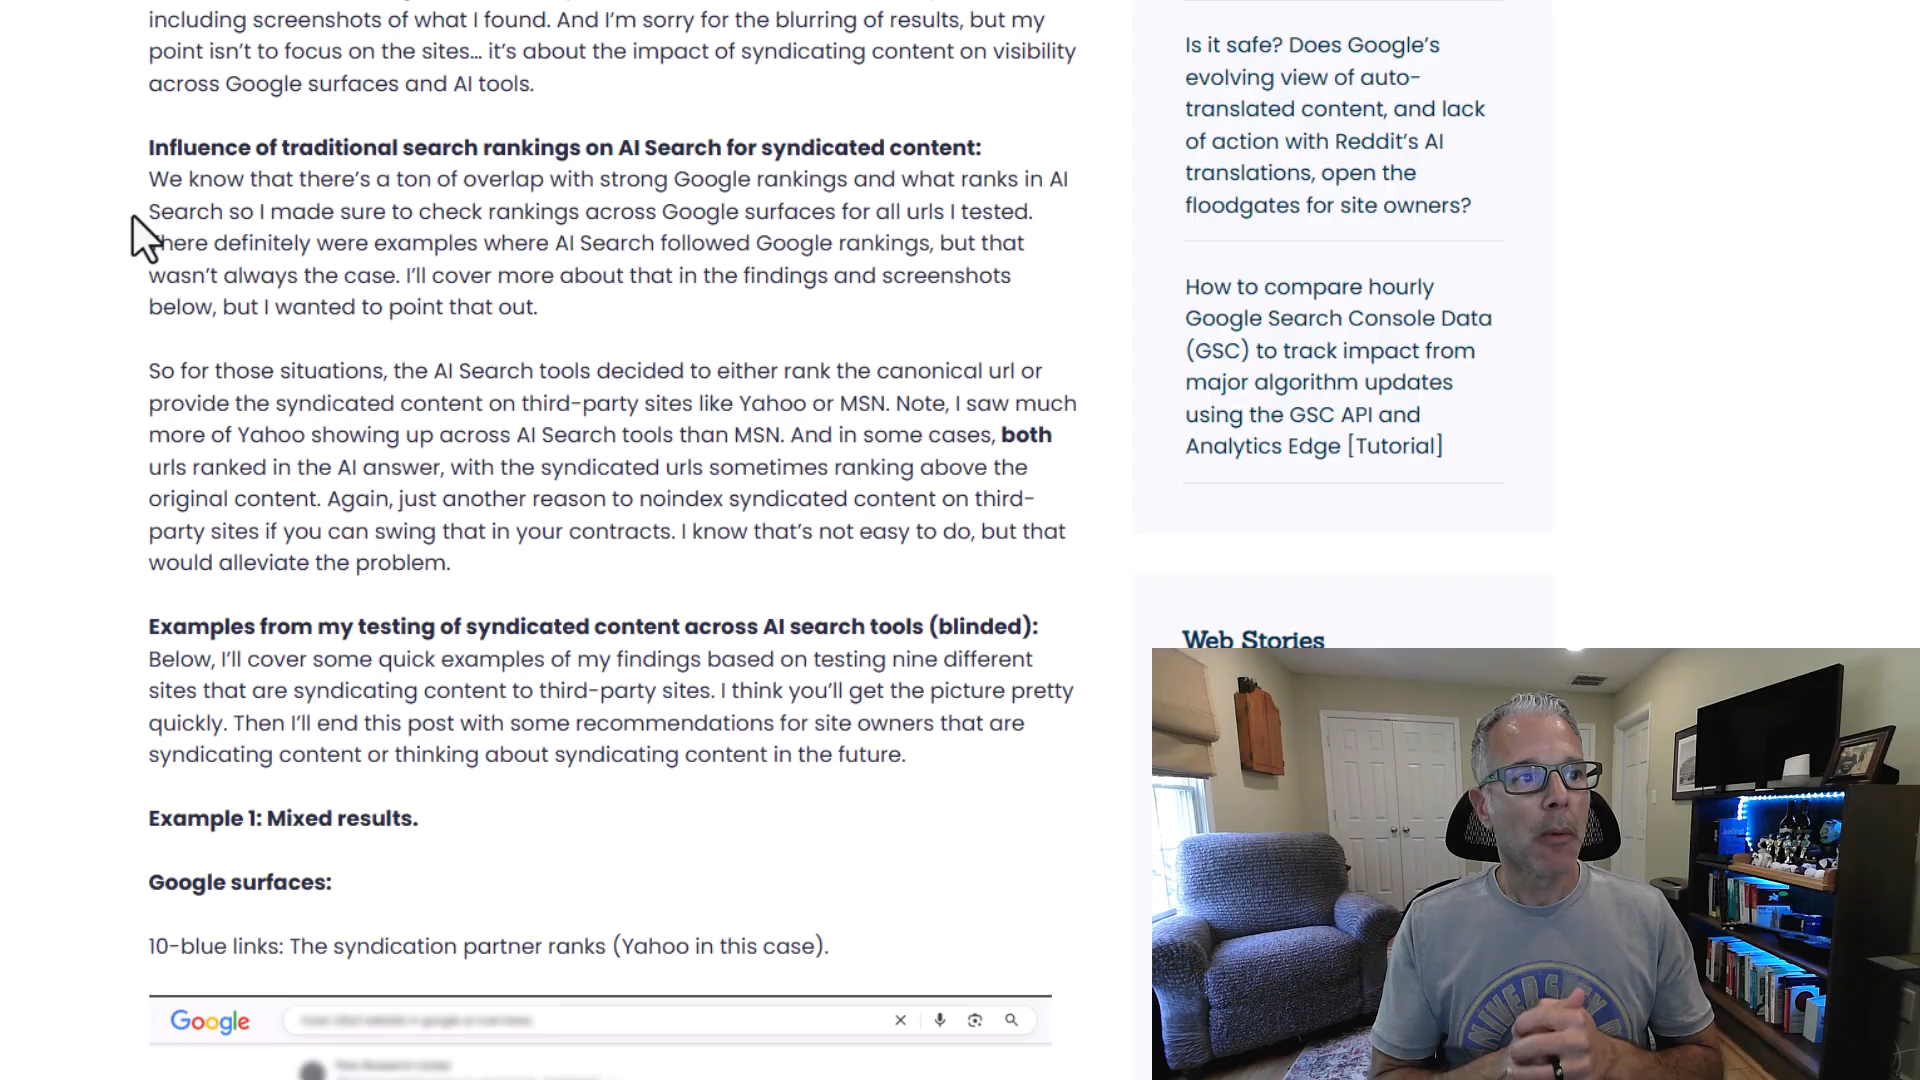 including screenshots of what I found. And I'm sorry for the blurring of results, but my
point isn't to focus on the sites... it's about the impact of syndicating content on visibility
across Google surfaces and AI tools.
Influence of traditional search rankings on AI Search for syndicated content:
We know that there's a ton of overlap with strong Google rankings and what ranks in AI
Search so I made sure to check rankings across Google surfaces for all urls I tested.
There definitely were examples where AI Search followed Google rankings, but that
wasn't always the case. I'll cover more about that in the findings and screenshots
below, but I wanted to point that out.
So for those situations, the AI Search tools decided to either rank the canonical url or
provide the syndicated content on third-party sites like Yahoo or MSN. Note, I saw much
more of Yahoo showing up across AI Search tools than MSN. And in some cases, both
urls ranked in the AI answer, with the syndicated urls sometimes ranking above the
original content. Again, just another reason to noindex syndicated content on third-
party sites if you can swing that in your contracts. I know that's not easy to do, but that
would alleviate the problem.
Examples from my testing of syndicated content across AI search tools (blinded):
Below, I'll cover some quick examples of my findings based on testing nine different
sites that are syndicating content to third-party sites. I think you'll get the picture pretty
quickly. Then I'll end this post with some recommendations for site owners that are
syndicating content or thinking about syndicating content in the future.
Example 1: Mixed results.
Google surfaces:
10-blue links: The syndication partner ranks (Yahoo in this case).
Google
Is it safe? Does Google's
evolving view of auto-
translated content, and lack
of action with Reddit's AI
translations, open the
floodgates for site owners?
How to compare hourly
Google Search Console Data
(GSC) to track impact from
major algorithm updates
using the GSC API and
Analytics Edge [Tutorial]
Web Stories